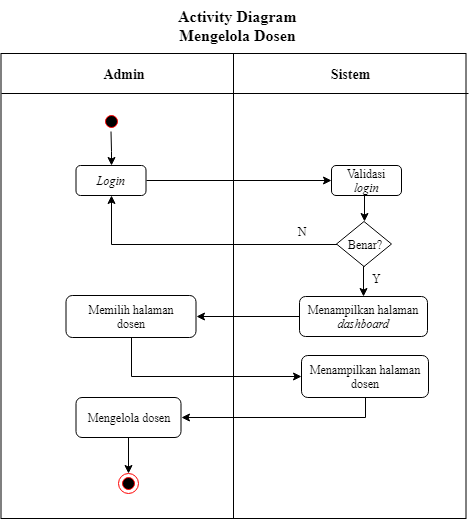 Activity Diagram
Mengelola Dosen
Admin
Sistem
Login
Validasi
login
N
Benar?
Y
Memilih halaman
dosen
Menampilkan halaman
dashboard
Menampilkan halaman
dosen
Mengelola dosen